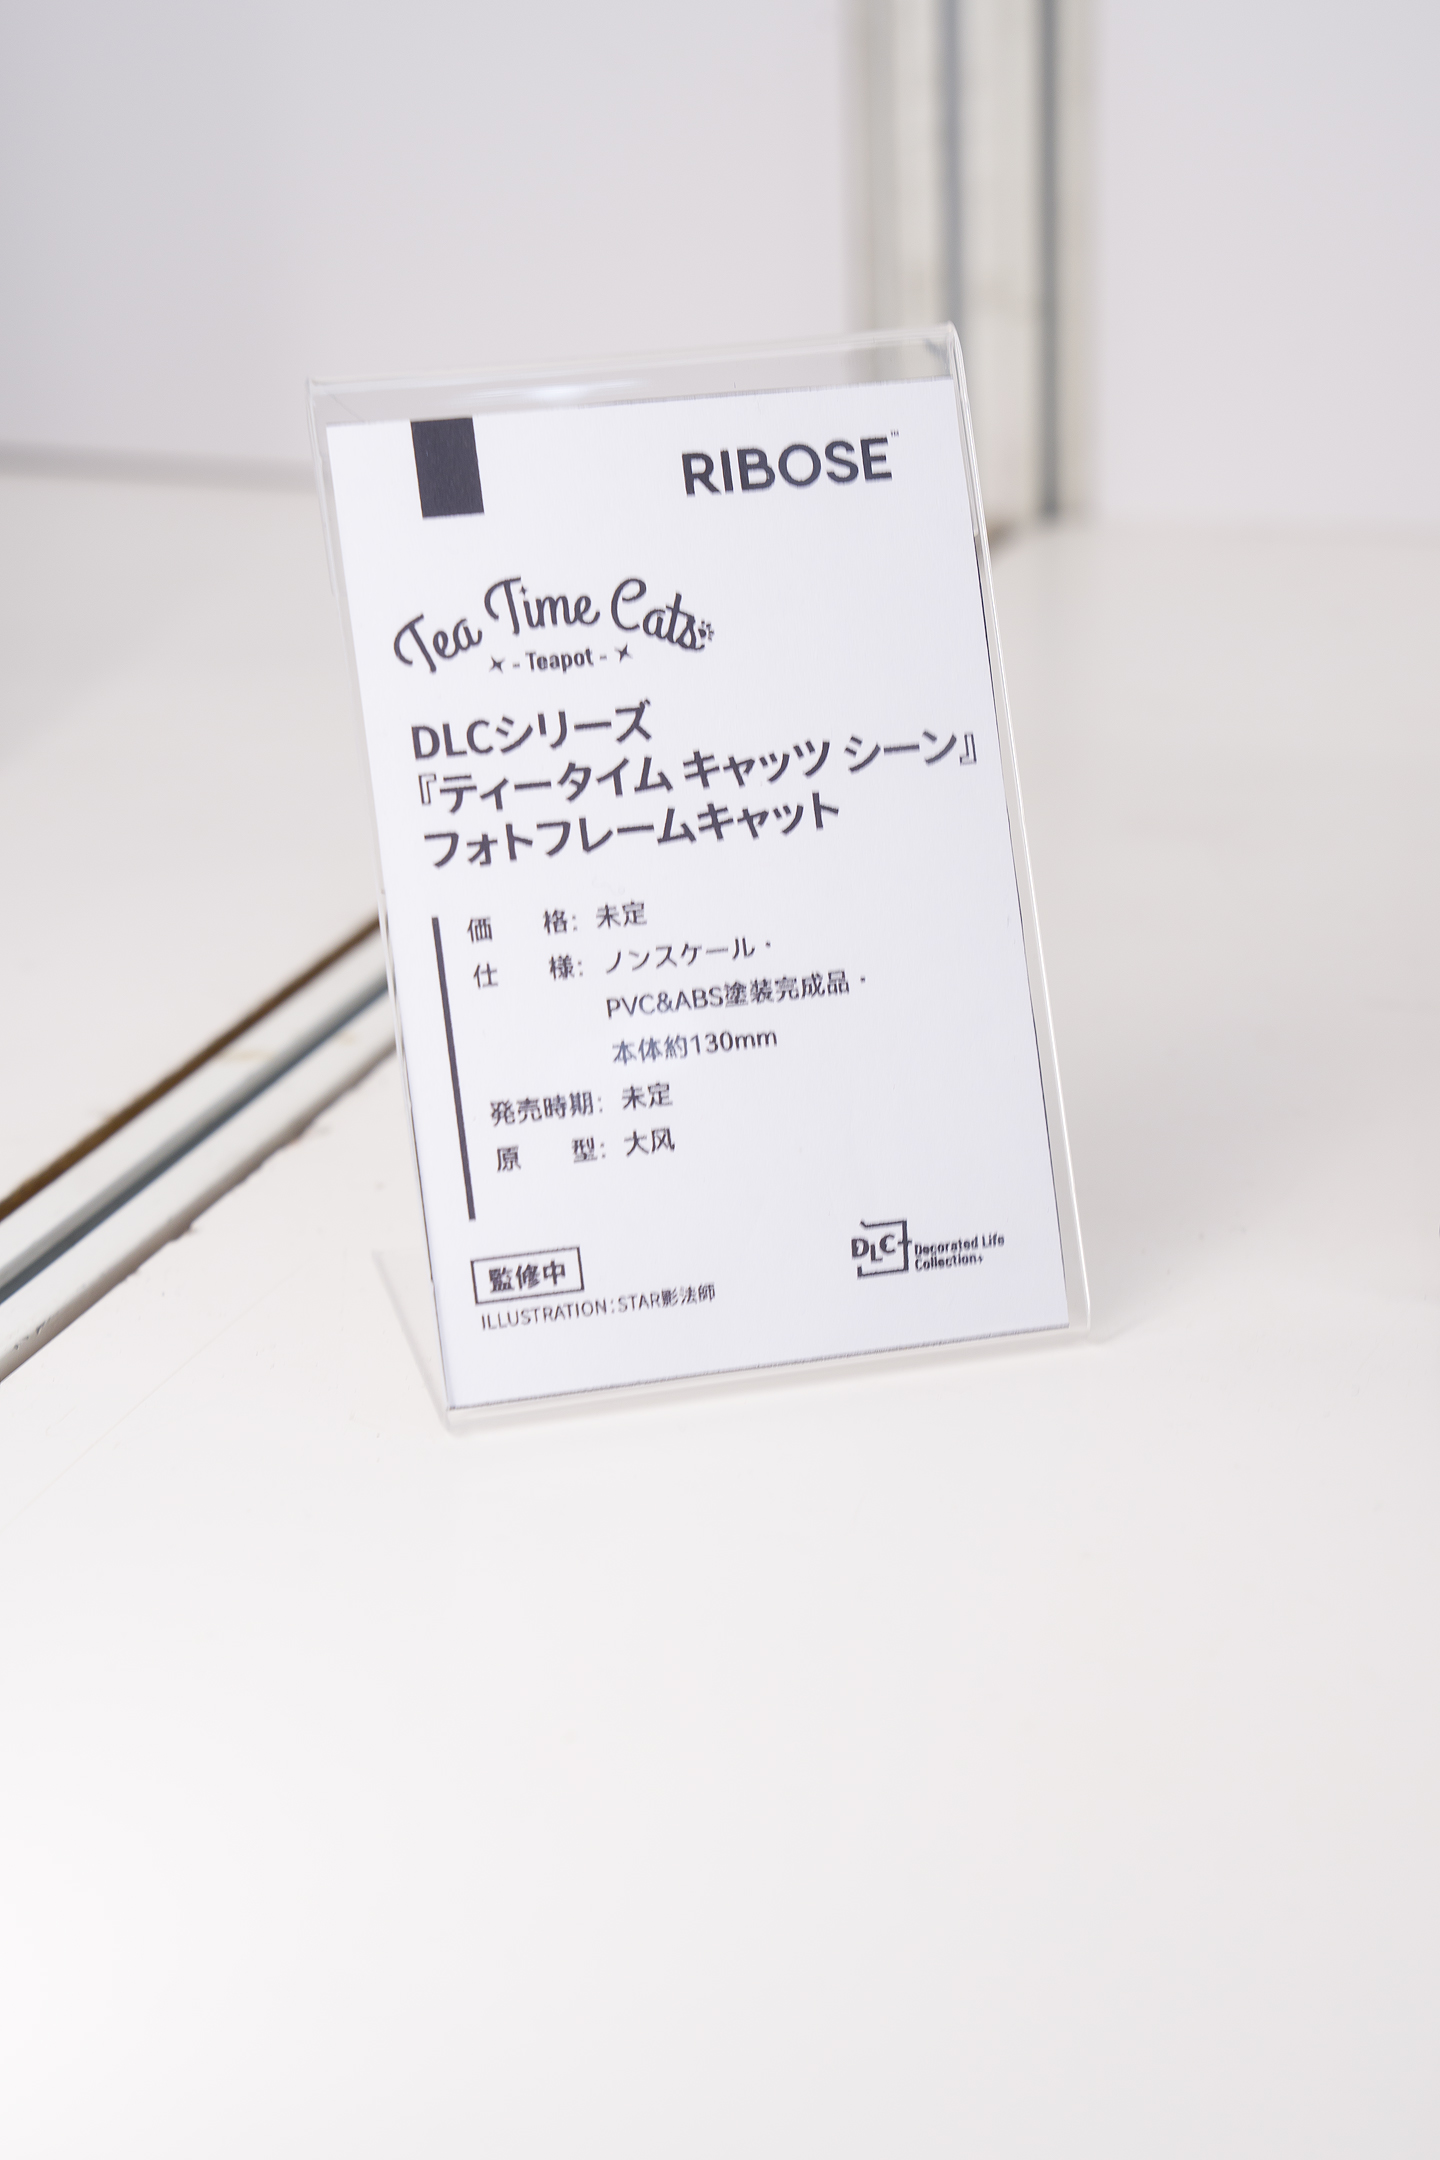 RIBOSE™
Tea Time Cats
- Teapot -
DLCシリーズ
『ティータイム キャッツ シーン』
フォトフレームキャット
価　格: 未定
仕　様: ノンスケール・
PVC&ABS塗装完成品・
本体約130mm
発売時期: 未定
原　型: 大风
監修中
ILLUSTRATION:STAR影法師
DLC+ Decorated Life
Collection+